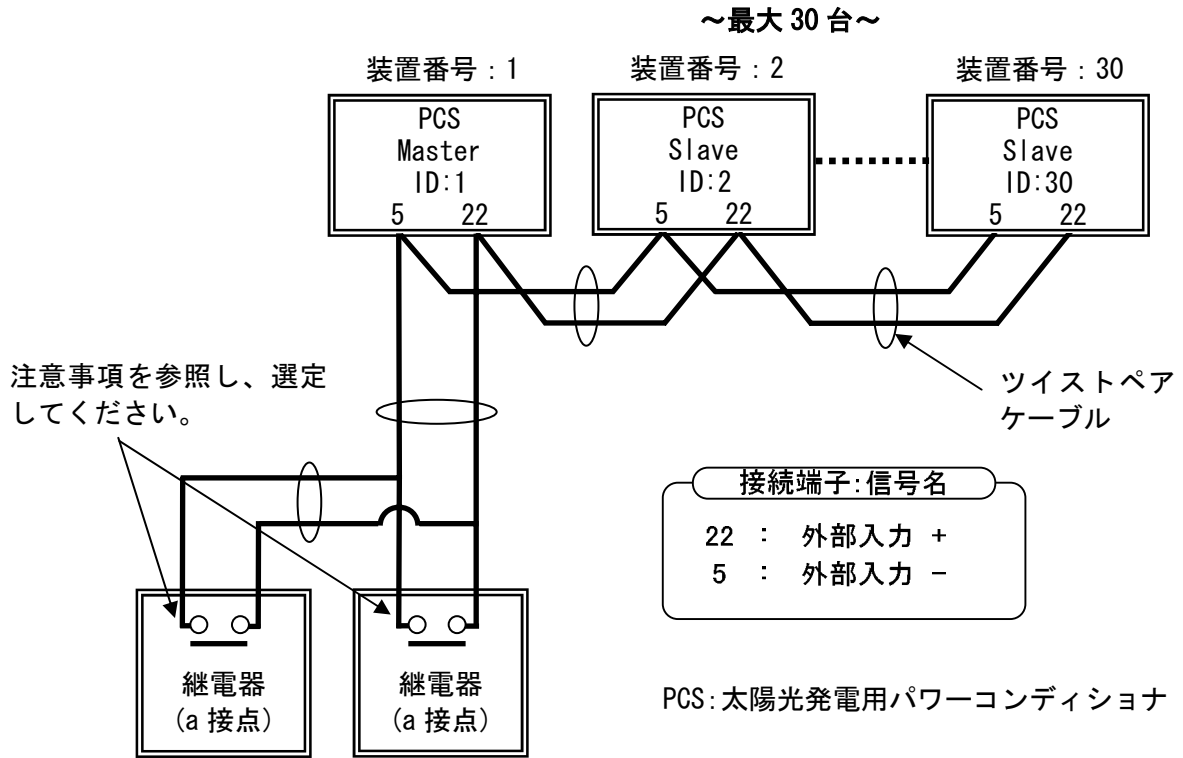 ～最大 30 台～
装置番号：1
装置番号：2
装置番号：30
PCS
Master
ID:1
5 22
PCS
Slave
ID:2
5 22
PCS
Slave
ID:30
5 22
注意事項を参照し、選定
してください。
ツイストペア
ケーブル
接続端子：信号名
22 ： 外部入力 +
5 ： 外部入力 −
継電器
(a 接点)
継電器
(a 接点)
PCS：太陽光発電用パワーコンディショナ